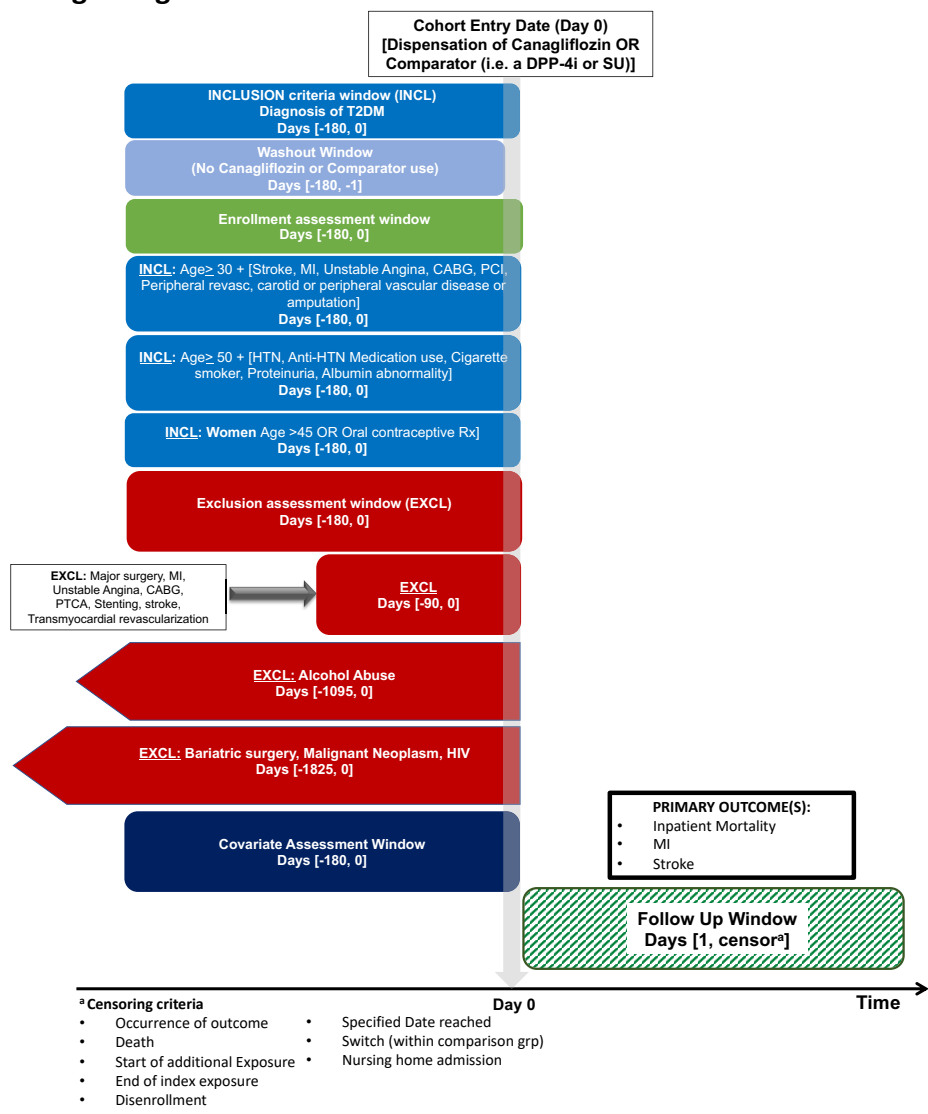 Cohort Entry Date (Day 0)
[Dispensation of Canagliflozin OR
Comparator (i.e. a DPP-4i or SU)]
INCLUSION criteria window (INCL)
Diagnosis of T2DM
Days [-180, 0]
Washout Window
(No Canagliflozin or Comparator use)
Days [-180, -1]
Enrollment assessment window
Days [-180, 0]
INCL: Age> 30 + [Stroke, MI, Unstable Angina, CABG, PCI,
Peripheral revasc, carotid or peripheral vascular disease or
amputation]
Days [-180, 0]
INCL: Age> 50 + [HTN, Anti-HTN Medication use, Cigarette
smoker, Proteinuria, Albumin abnormality]
Days [-180, 0]
INCL: Women Age >45 OR Oral contraceptive Rx]
Days [-180, 0]
Exclusion assessment window (EXCL)
Days [-180, 0]
EXCL: Major surgery, MI,
Unstable Angina, CABG,
PTCA, Stenting, stroke,
Transmyocardial revascularization
EXCL
Days [-90, 0]
EXCL: Alcohol Abuse
Days [-1095, 0]
EXCL: Bariatric surgery, Malignant Neoplasm, HIV
Days [-1825, 0]
Covariate Assessment Window
Days [-180, 0]
PRIMARY OUTCOME(S):
• Inpatient Mortality
• MI
• Stroke
Follow Up Window
Days [1, censorᵃ]
Day 0
Time
ᵃ Censoring criteria
• Occurrence of outcome
• Death
• Start of additional Exposure
• End of index exposure
• Disenrollment
• Specified Date reached
• Switch (within comparison grp)
• Nursing home admission